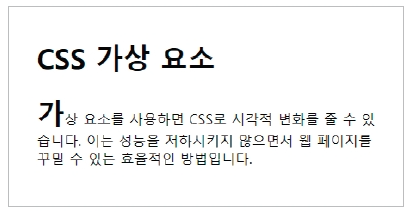 CSS 가상 요소
가상 요소를 사용하면 CSS로 시각적 변화를 줄 수 있
습니다. 이는 성능을 저하시키지 않으면서 웹 페이지를
꾸밀 수 있는 효율적인 방법입니다.